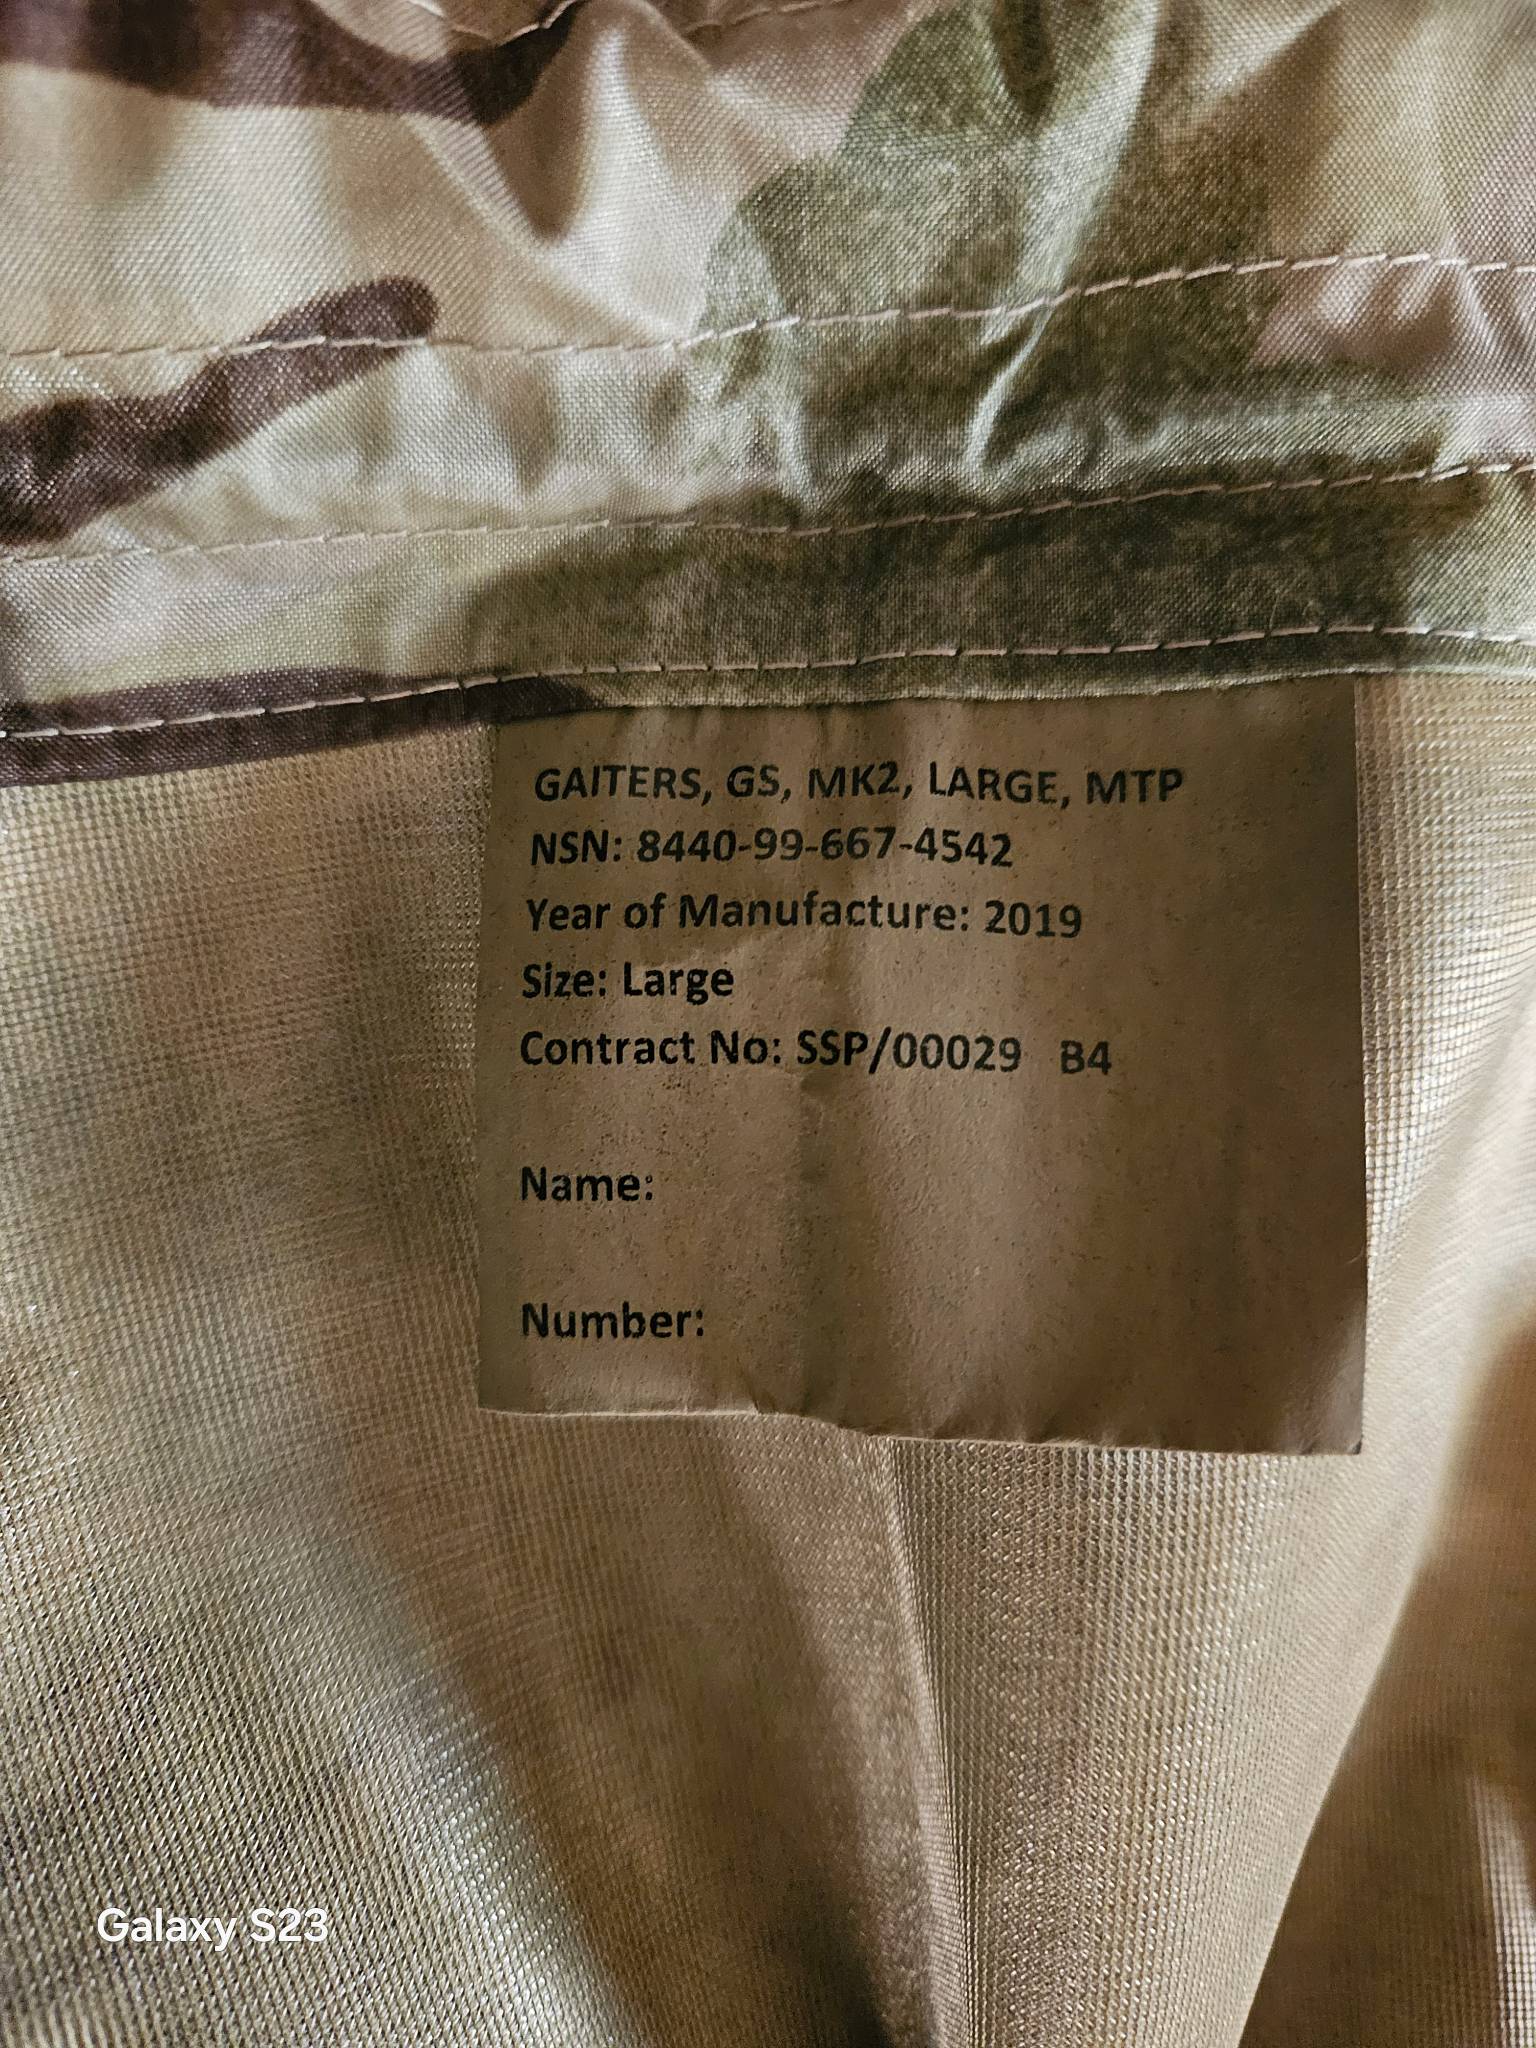 GAITERS, GS, MK2, LARGE, MTP
NSN: 8440-99-667-4542
Year of Manufacture: 2019
Size: Large
Contract No: SSP/00029 B4
Name:
Number:
Galaxy S23